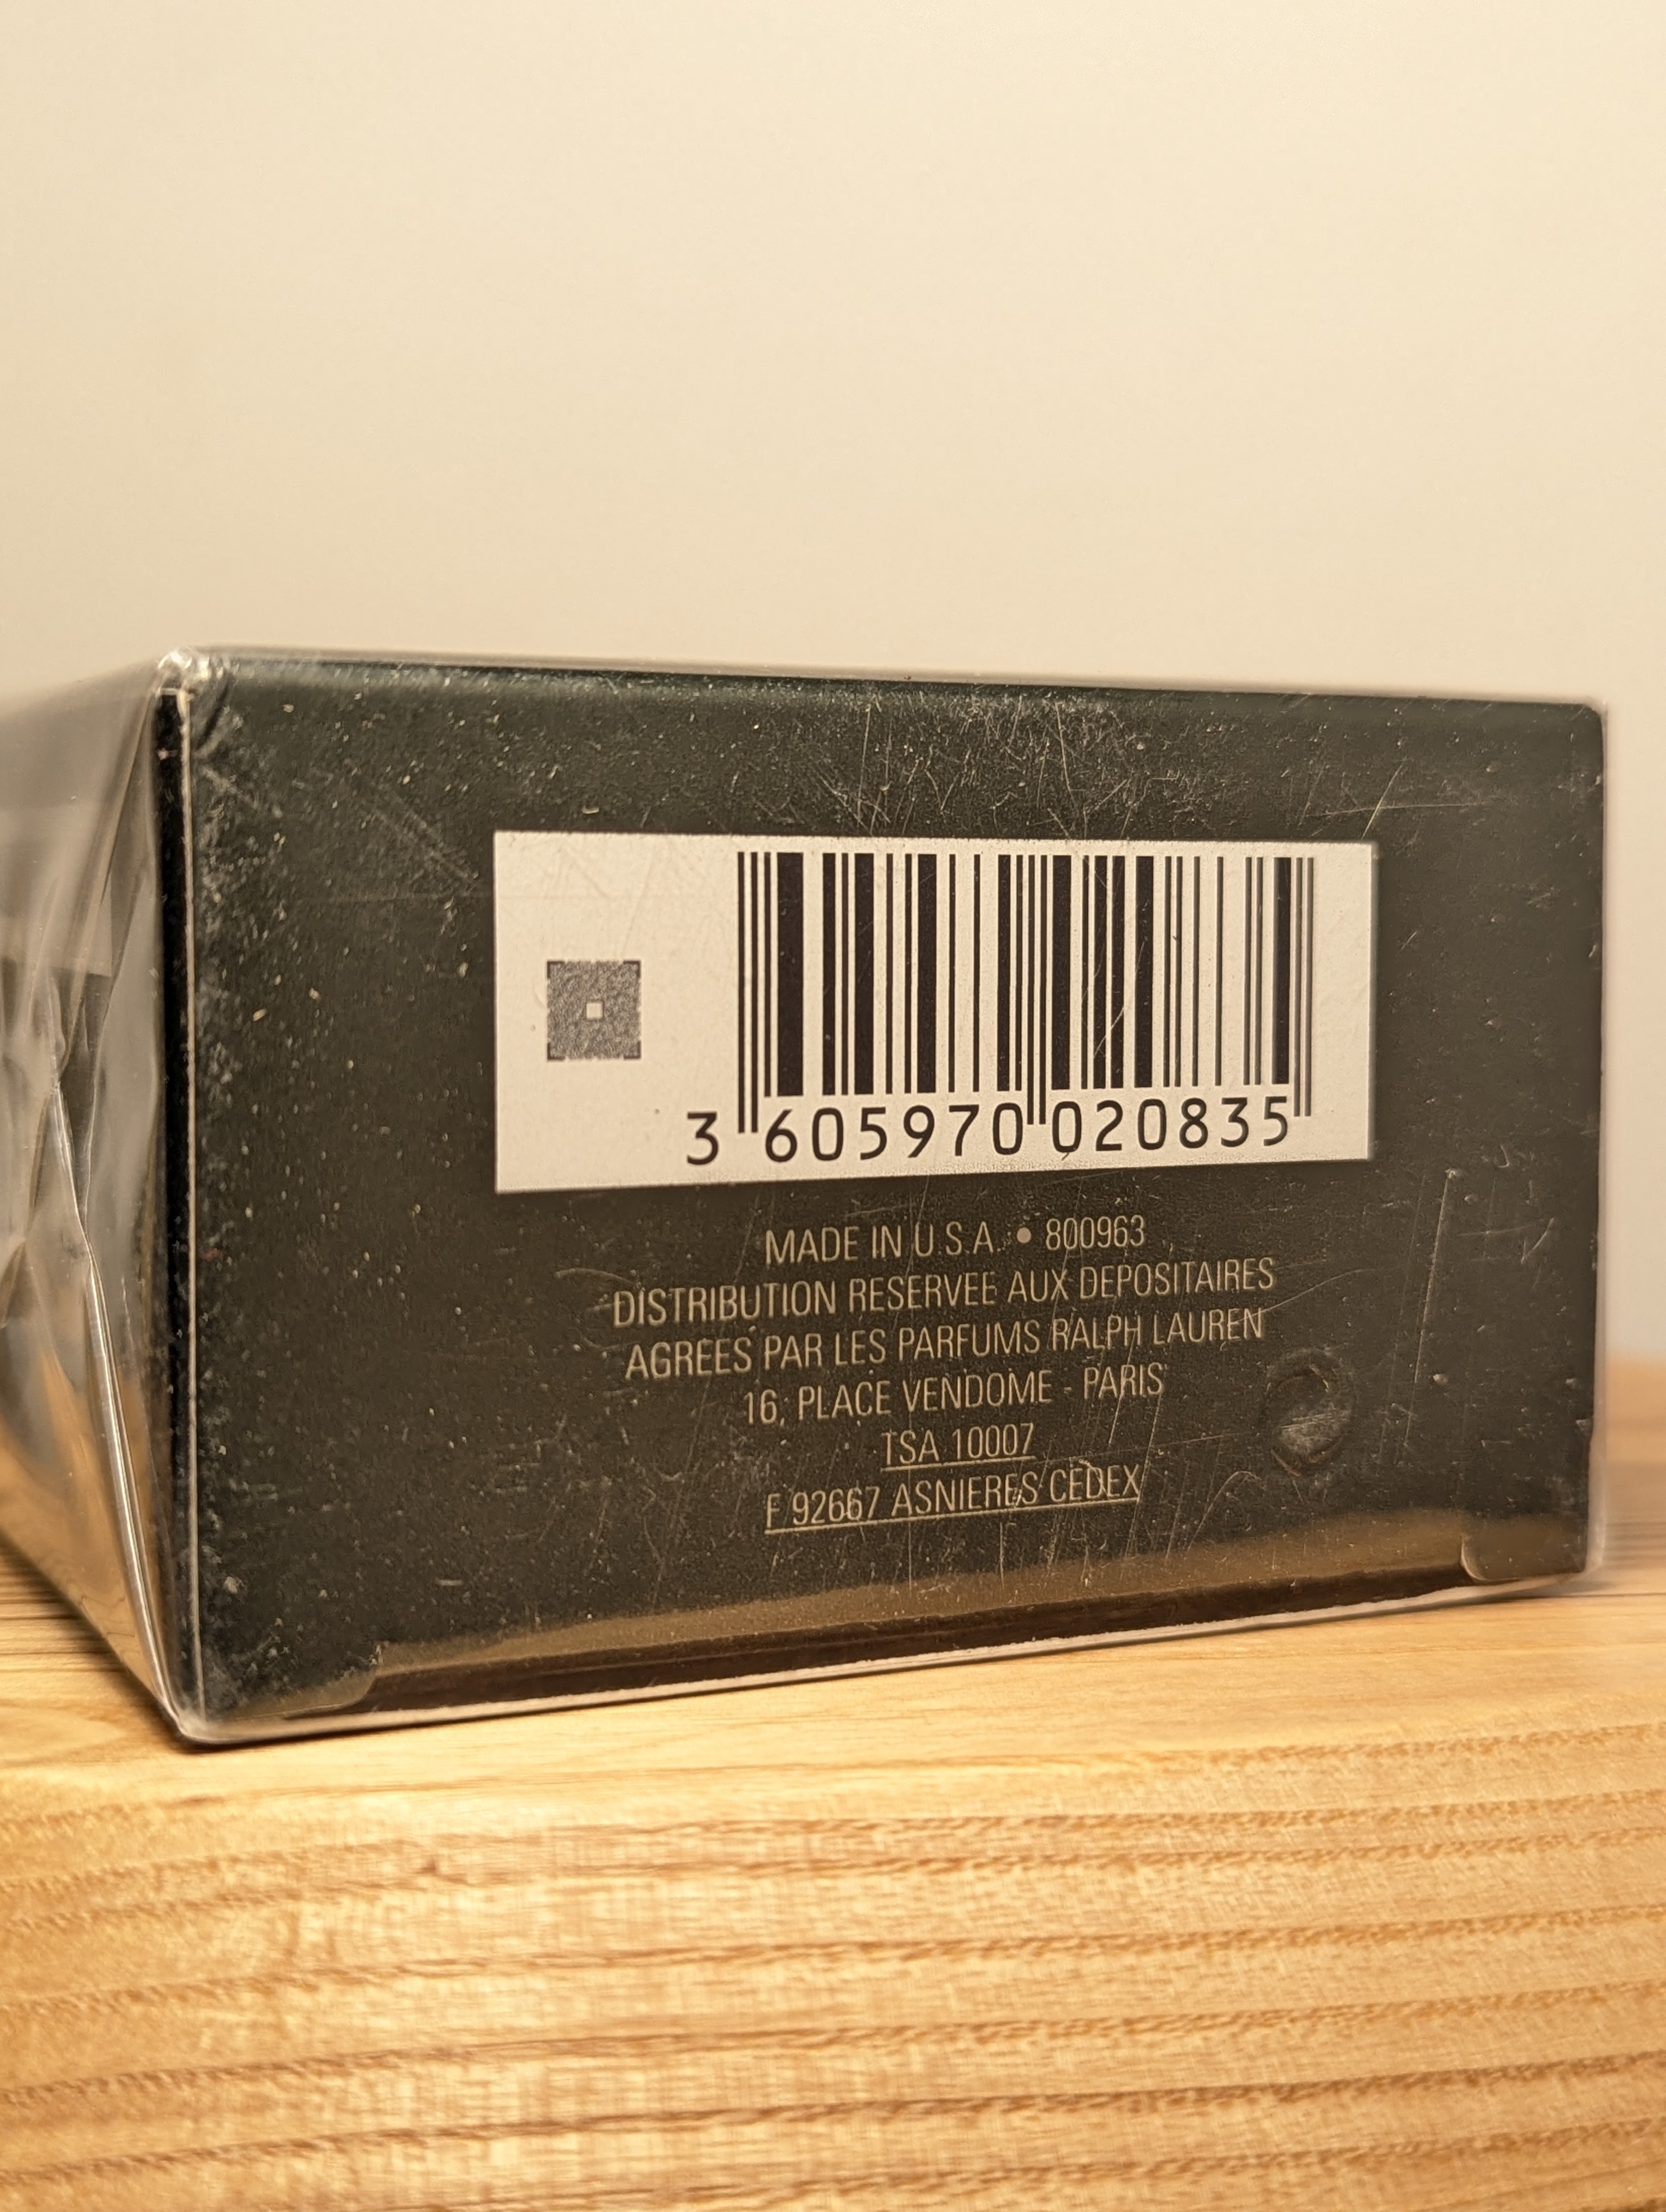 3 605970 020835
MADE IN U.S.A. • 800963
DISTRIBUTION RESERVEE AUX DEPOSITAIRES
AGREES PAR LES PARFUMS RALPH LAUREN
16, PLACE VENDOME - PARIS
TSA 10007
F 92667 ASNIERES CEDEX